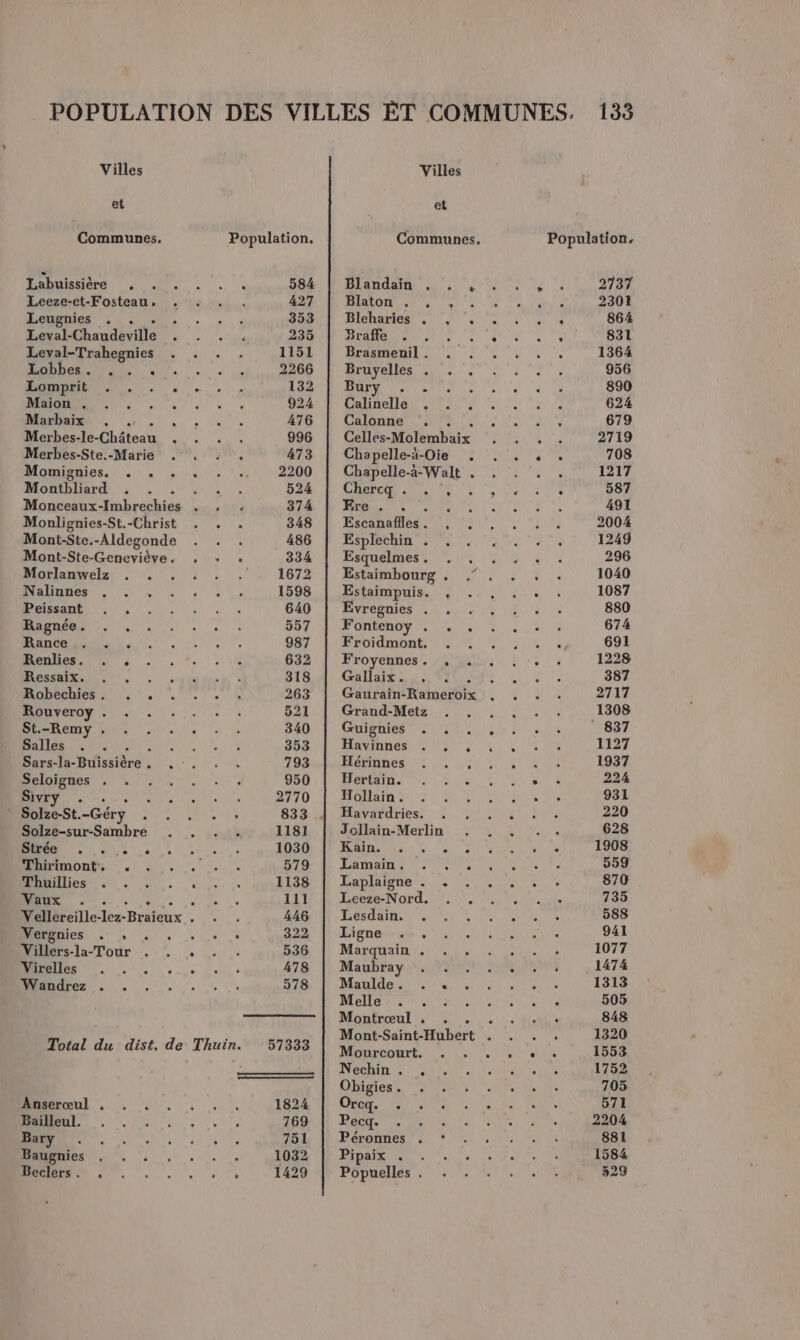 POPULATION DES VILLES ET COMMUNES. 133
Villes
et
Communes. Population.
Labuissière . . . . . . 584
Leeze-et-Fosteau . . . . 427
Leugnies . . . . . . . 353
Leval-Chaudeville . . . . 235
Leval-Trahegnies . . . . 1151
Lobbes . . . . . . . 2266
Lomprit . . . . . . . 132
Maion . . . . . . . 924
Marbaix . . . . . . . 476
Merbes-le-Château . . . . 996
Merbes-Ste.-Marie . . . . 473
Momignies. . . . . . . 2200
Montbliard . . . . . . 524
Monceaux-Imbrechies . . . 374
Monlignies-St.-Christ . . . 348
Mont-Ste.-Aldegonde . . . 486
Mont-Ste-Geneviève. . . . 334
Morlanwelz . . . . . . 1672
Nalinnes . . . . . . . 1598
Peissant . . . . . . . 640
Ragnée. . . . . . . . 557
Rance . . . . . . . . 987
Renlies. . . . . . . . 632
Ressaix. . . . . . . . 318
Robechies . . . . . . . 263
Rouveroy . . . . . . . 521
St.-Remy . . . . . . . 340
Salles . . . . . . . . 353
Sars-la-Buissière . . . . . 793
Seloignes . . . . . . . 950
Sivry . . . . . . . . 2770
Solze-St.-Géry . . . . . 833
Solze-sur-Sambre . . . . 1181
Strée . . . . . . . . 1030
Thirimont. . . . . . . 579
Thuillies . . . . . . . 1138
Vaux . . . . . . . . 111
Vellereille-lez-Braieux . . . 446
Vergnies . . . . . . . 322
Villers-la-Tour . . . . . 536
Virelles . . . . . . . 478
Wandrez . . . . . . . 578
Total du dist. de Thuin. 57333
Anserœul . . . . . . . 1824
Bailleul. . . . . . . . 769
Bary . . . . . . . . 751
Baugnies . . . . . . . 1032
Beclers . . . . . . . . 1429
Villes
et
Communes. Population.
Blandain . . . . . . . 2737
Blaton . . . . . . . . 2301
Bleharies . . . . . . . 864
Braffe . . . . . . . . 831
Brasmenil . . . . . . . 1364
Bruyelles . . . . . . . 956
Bury . . . . . . . . 890
Calinelle . . . . . . . 624
Calonne . . . . . . . 679
Celles-Molembaix . . . . 2719
Chapelle-à-Oie . . . . . 708
Chapelle-à-Walt . . . . . 1217
Chercq . . . . . . . . 587
Ere . . . . . . . . . 491
Escanaffles . . . . . . . 2004
Esplechin . . . . . . . 1249
Esquelmes . . . . . . . 296
Estaimbourg . . . . . . 1040
Estaimpuis. . . . . . . 1087
Evregnies . . . . . . . 880
Fontenoy . . . . . . . 674
Froidmont. . . . . . . 691
Froyennes . . . . . . . 1228
Gallaix . . . . . . . . 387
Gaurain-Rameroix . . . . 2717
Grand-Metz . . . . . . 1308
Guignies . . . . . . . 837
Havinnes . . . . . . . 1127
Hérinnes . . . . . . . 1937
Hertain. . . . . . . . 224
Hollain. . . . . . . . 931
Havardries. . . . . . . 220
Jollain-Merlin . . . . . 628
Kain. . . . . . . . . 1908
Lamain . . . . . . . . 559
Laplaigne . . . . . . . 870
Leeze-Nord. . . . . . . 735
Lesdain. . . . . . . . 588
Ligne . . . . . . . . 941
Marquain . . . . . . . 1077
Maubray . . . . . . . 1474
Maulde . . . . . . . . 1313
Melle . . . . . . . . 505
Montrœul . . . . . . . 848
Mont-Saint-Hubert . . . . 1320
Mourcourt. . . . . . . 1553
Nechin . . . . . . . . 1752
Obigies . . . . . . . . 705
Orcq. . . . . . . . . 571
Pecq. . . . . . . . . 2204
Péronnes . . . . . . . 881
Pipaix . . . . . . . . 1584
Popuelles . . . . . . . 529